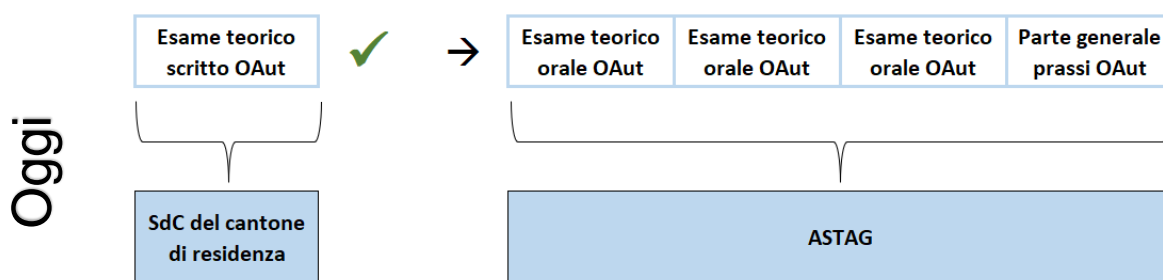 Oggi
Esame teorico
scritto OAut
Esame teorico
orale OAut
Esame teorico
orale OAut
Esame teorico
orale OAut
Parte generale
prassi OAut
SdC del cantone
di residenza
ASTAG